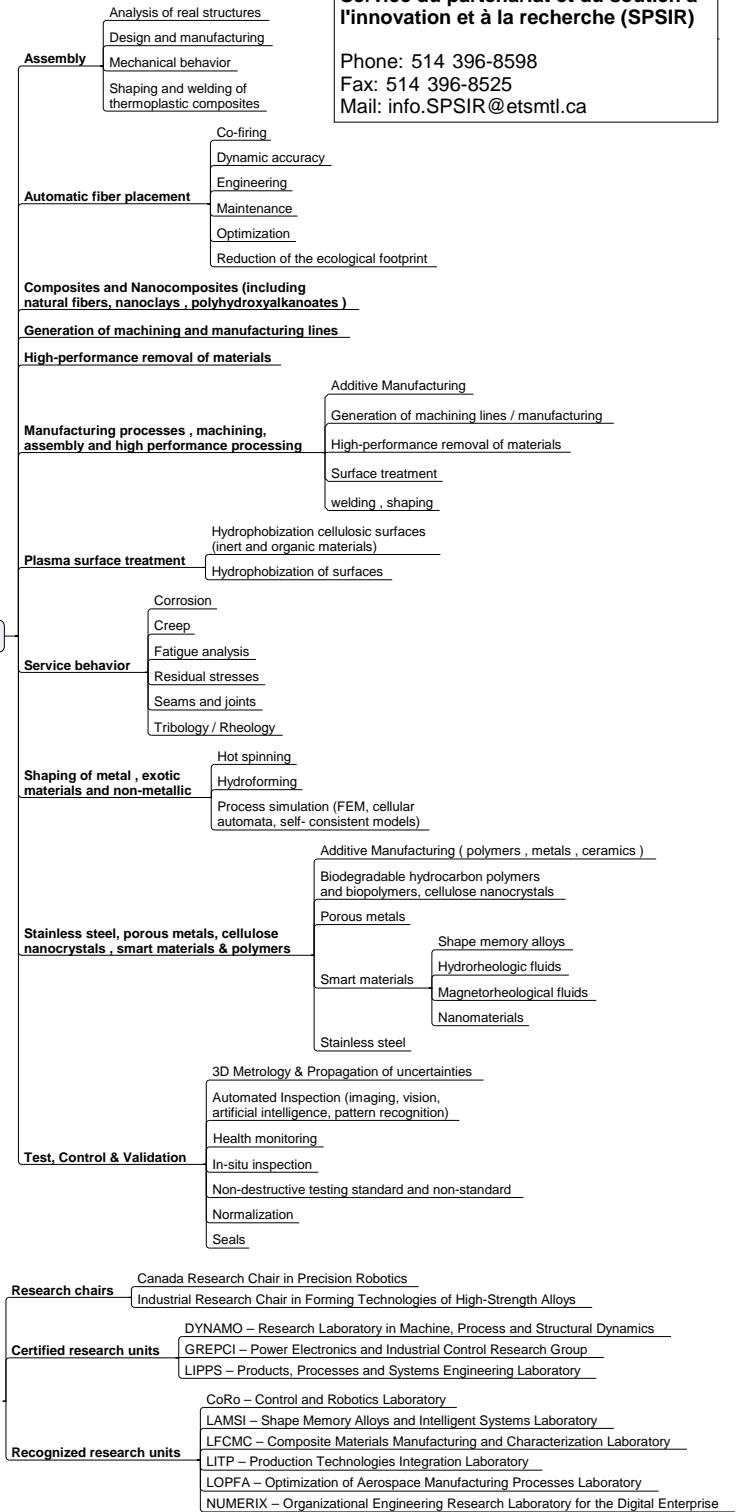 Service du partenariat et du soutien à
l'innovation et à la recherche (SPSIR)
Phone: 514 396-8598
Fax: 514 396-8525
Mail: info.SPSIR@etsmtl.ca
Assembly
Analysis of real structures
Design and manufacturing
Mechanical behavior
Shaping and welding of
thermoplastic composites
Automatic fiber placement
Co-firing
Dynamic accuracy
Engineering
Maintenance
Optimization
Reduction of the ecological footprint
Composites and Nanocomposites (including
natural fibers, nanoclays , polyhydroxyalkanoates )
Generation of machining and manufacturing lines
High-performance removal of materials
Manufacturing processes , machining,
assembly and high performance processing
Additive Manufacturing
Generation of machining lines / manufacturing
High-performance removal of materials
Surface treatment
welding , shaping
Plasma surface treatment
Hydrophobization cellulosic surfaces
(inert and organic materials)
Hydrophobization of surfaces
Service behavior
Corrosion
Creep
Fatigue analysis
Residual stresses
Seams and joints
Tribology / Rheology
Shaping of metal , exotic
materials and non-metallic
Hot spinning
Hydroforming
Process simulation (FEM, cellular
automata, self- consistent models)
Stainless steel, porous metals, cellulose
nanocrystals , smart materials & polymers
Additive Manufacturing ( polymers , metals , ceramics )
Biodegradable hydrocarbon polymers
and biopolymers, cellulose nanocrystals
Porous metals
Smart materials
Shape memory alloys
Hydrorheologic fluids
Magnetorheological fluids
Nanomaterials
Stainless steel
Test, Control & Validation
3D Metrology & Propagation of uncertainties
Automated Inspection (imaging, vision,
artificial intelligence, pattern recognition)
Health monitoring
In-situ inspection
Non-destructive testing standard and non-standard
Normalization
Seals
Research chairs
Canada Research Chair in Precision Robotics
Industrial Research Chair in Forming Technologies of High-Strength Alloys
Certified research units
DYNAMO – Research Laboratory in Machine, Process and Structural Dynamics
GREPCI – Power Electronics and Industrial Control Research Group
LIPPS – Products, Processes and Systems Engineering Laboratory
Recognized research units
CoRo – Control and Robotics Laboratory
LAMSI – Shape Memory Alloys and Intelligent Systems Laboratory
LFCMC – Composite Materials Manufacturing and Characterization Laboratory
LITP – Production Technologies Integration Laboratory
LOPFA – Optimization of Aerospace Manufacturing Processes Laboratory
NUMERIX – Organizational Engineering Research Laboratory for the Digital Enterprise